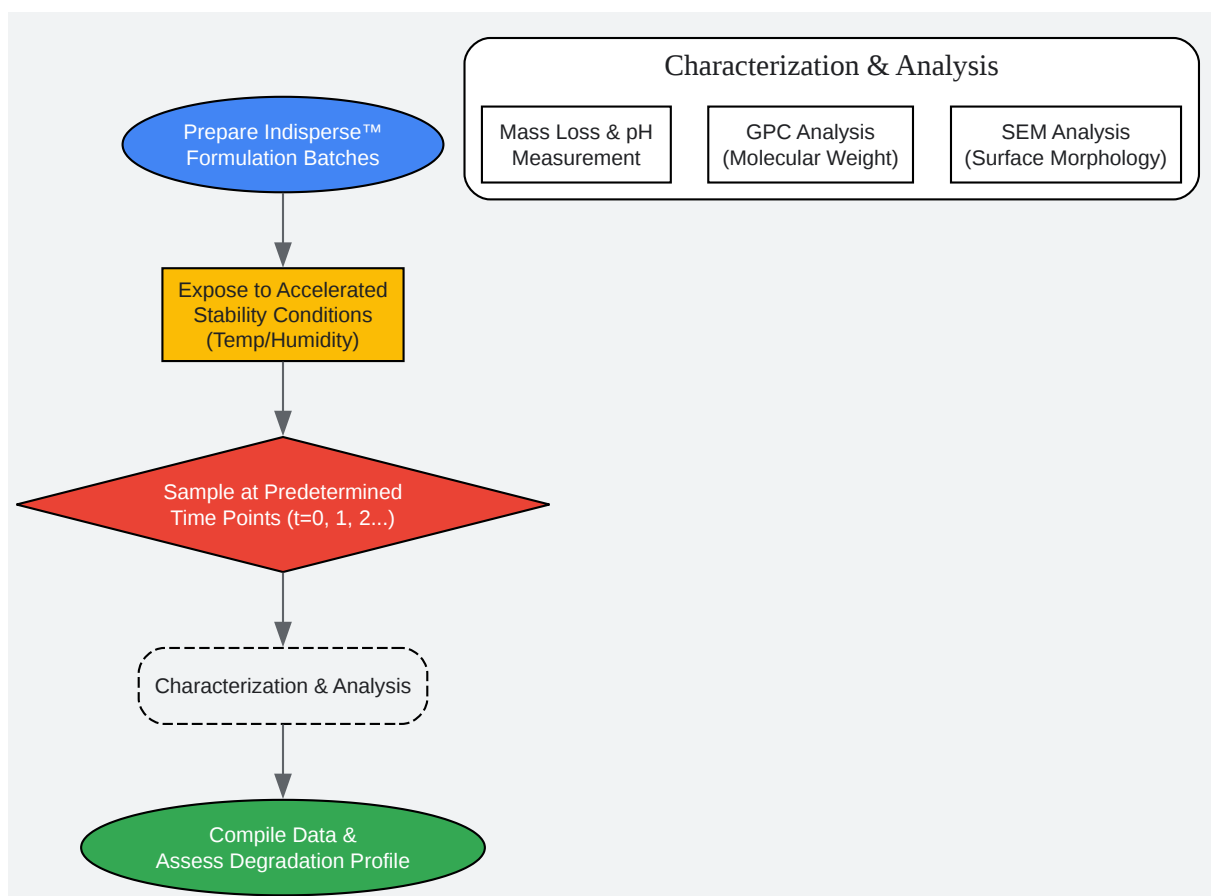 Characterization & Analysis
Mass Loss & pH
Measurement
GPC Analysis
(Molecular Weight)
SEM Analysis
(Surface Morphology)
Prepare Indisperse™
Formulation Batches
Expose to Accelerated
Stability Conditions
(Temp/Humidity)
Sample at Predetermined
Time Points (t=0, 1, 2...)
Characterization & Analysis
Compile Data &
Assess Degradation Profile